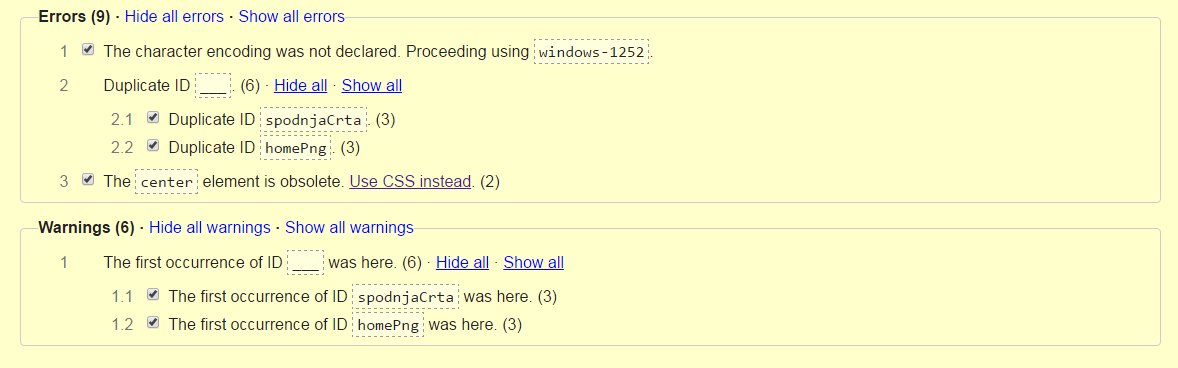 Errors (9) · Hide all errors · Show all errors
1 The character encoding was not declared. Proceeding using windows-1252.
2 Duplicate ID ___. (6) · Hide all · Show all
2.1 Duplicate ID spodnjaCrta. (3)
2.2 Duplicate ID homePng. (3)
3 The center element is obsolete. Use CSS instead. (2)
Warnings (6) · Hide all warnings · Show all warnings
1 The first occurrence of ID ___ was here. (6) · Hide all · Show all
1.1 The first occurrence of ID spodnjaCrta was here. (3)
1.2 The first occurrence of ID homePng was here. (3)